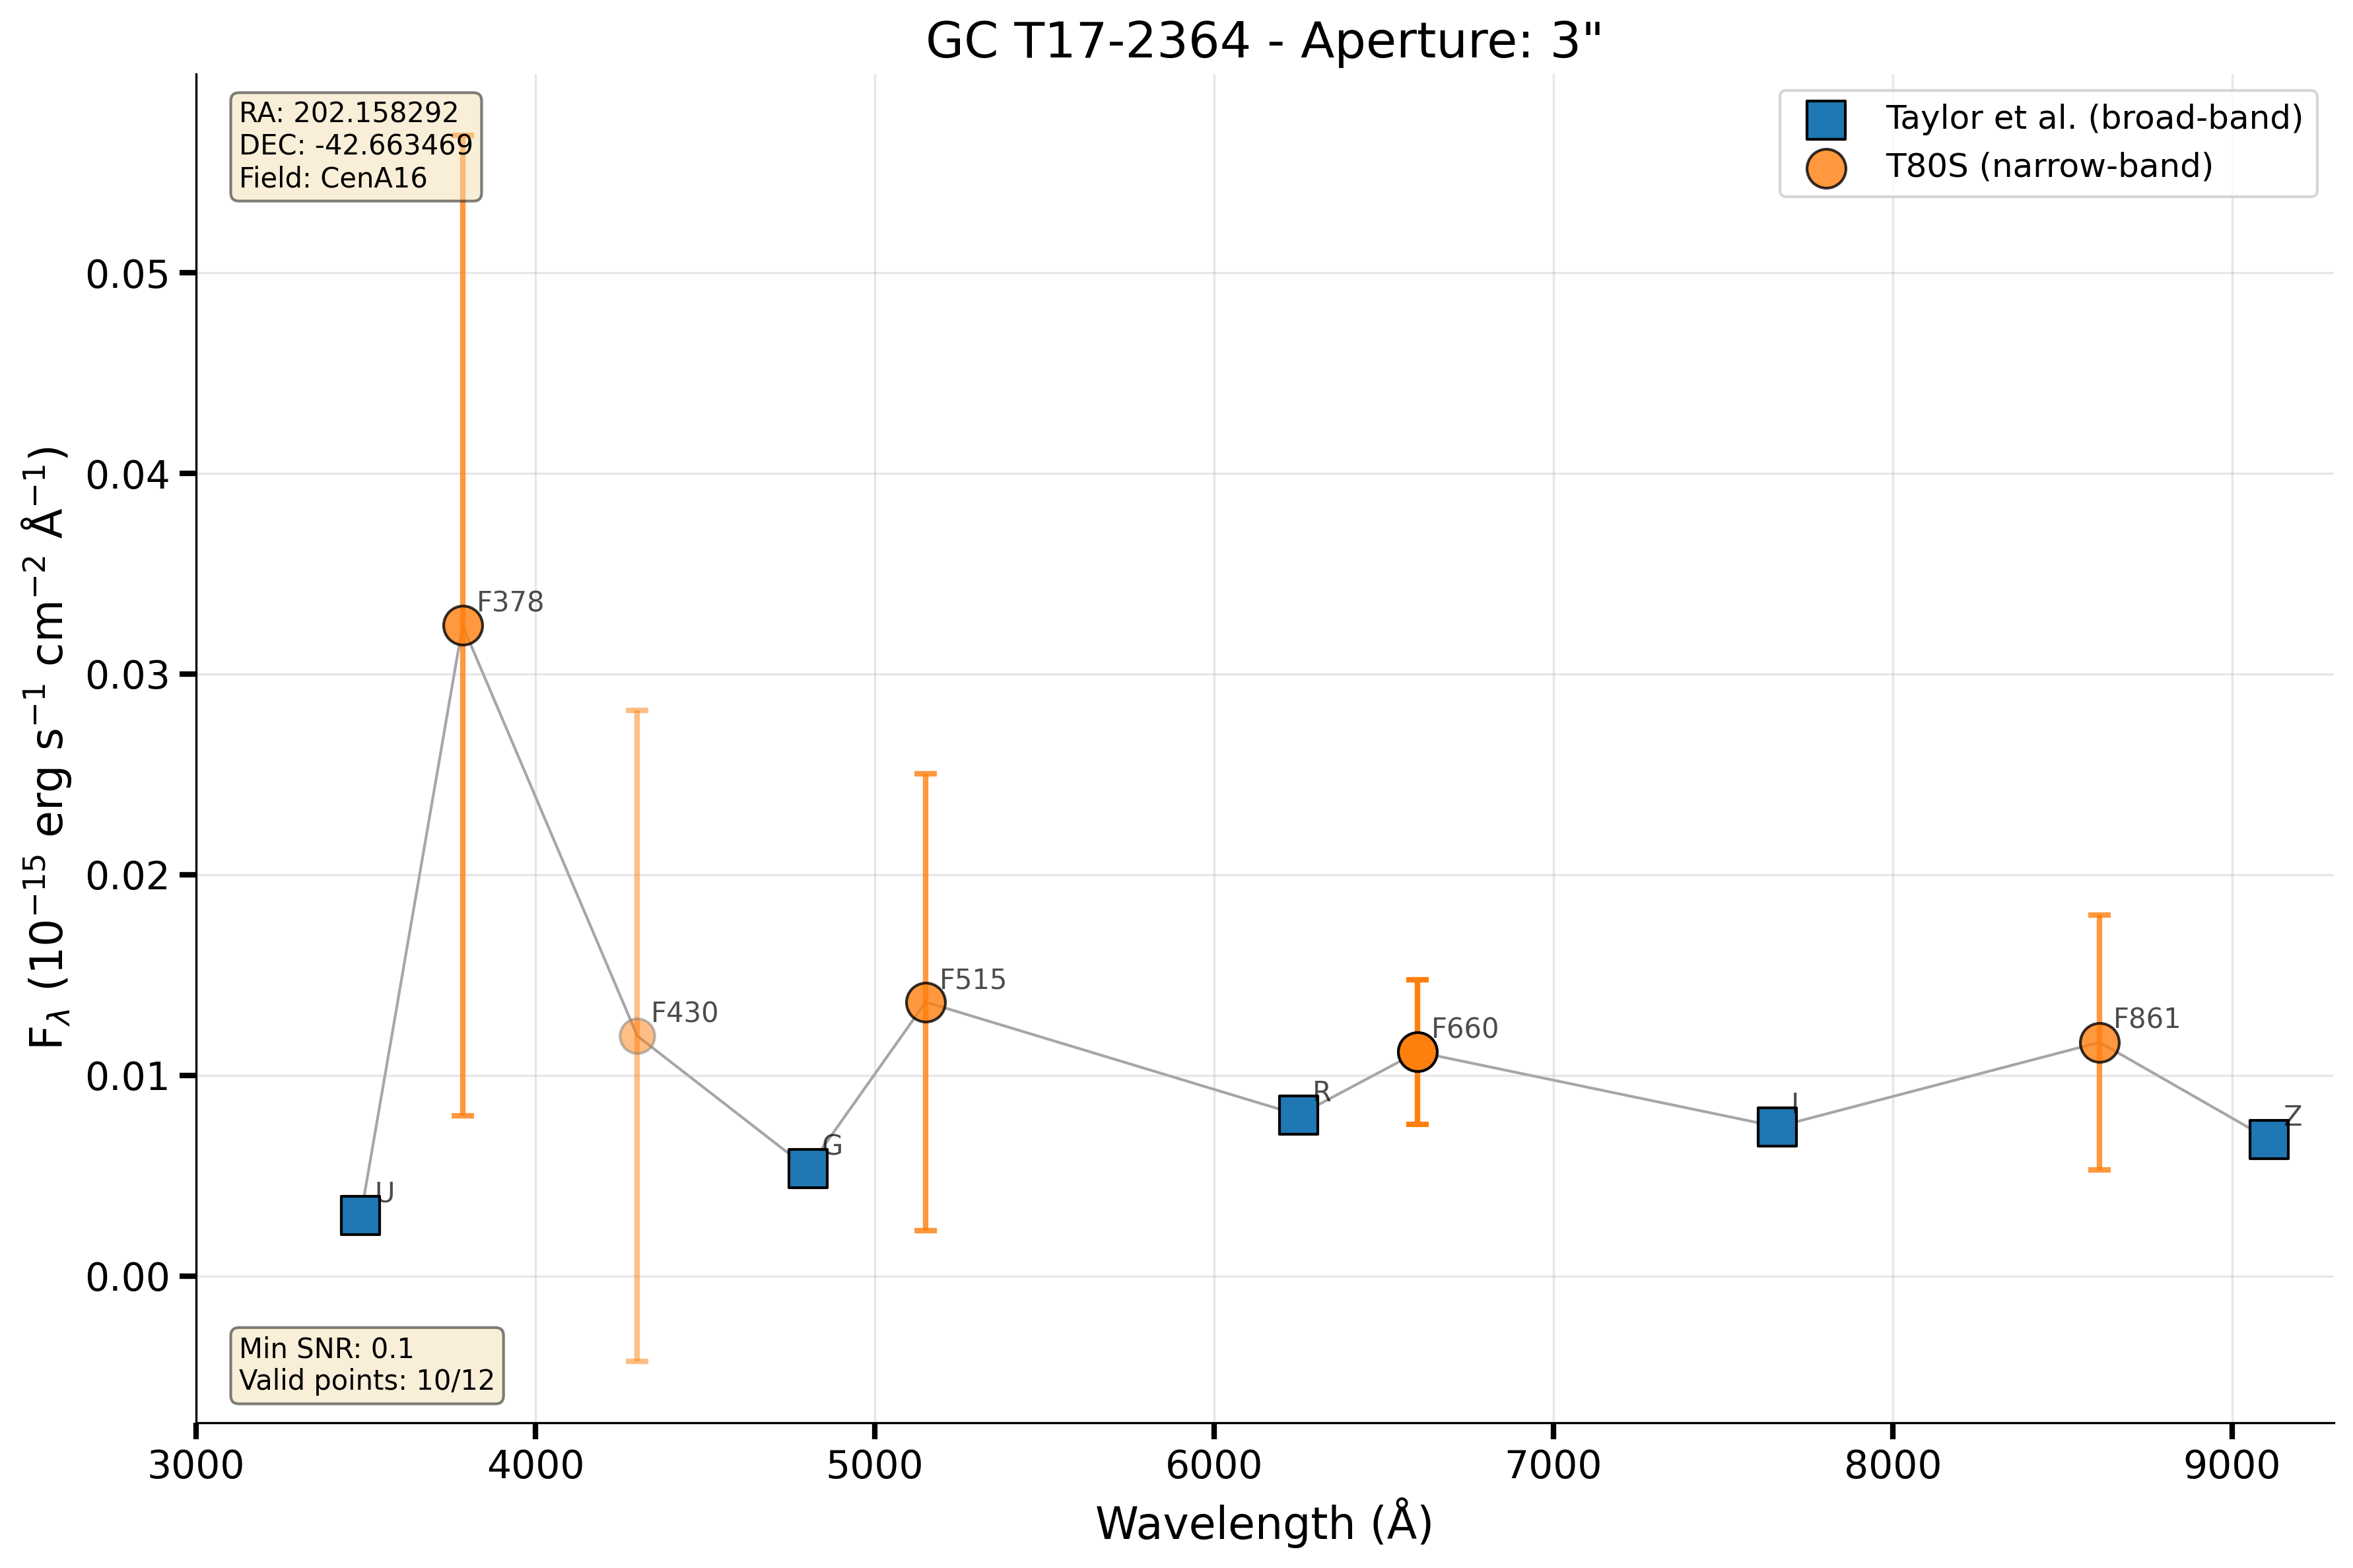 GC T17-2364 - Aperture: 3"
RA: 202.158292
DEC: -42.663469
Field: CenA16
Taylor et al. (broad-band)
T80S (narrow-band)
F_λ (10⁻¹⁵ erg s⁻¹ cm⁻² Å⁻¹)
0.05
0.04
0.03
0.02
0.01
0.00
F378
F430
F515
F660
F861
U
G
R
I
Z
Min SNR: 0.1
Valid points: 10/12
3000 4000 5000 6000 7000 8000 9000
Wavelength (Å)